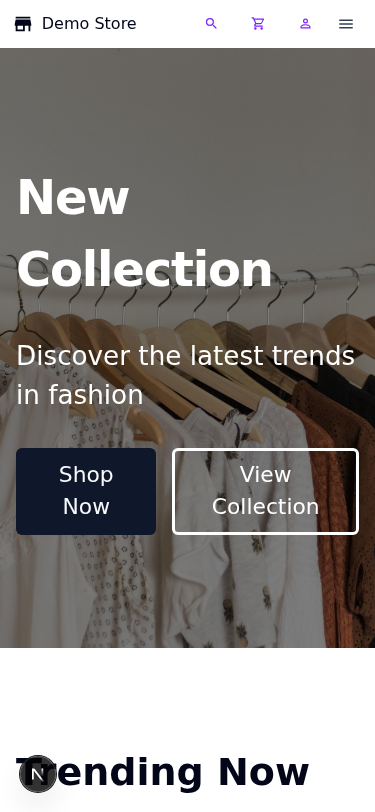 Demo Store
New
Collection
Discover the latest trends
in fashion
Shop
Now
View
Collection
Trending Now
N